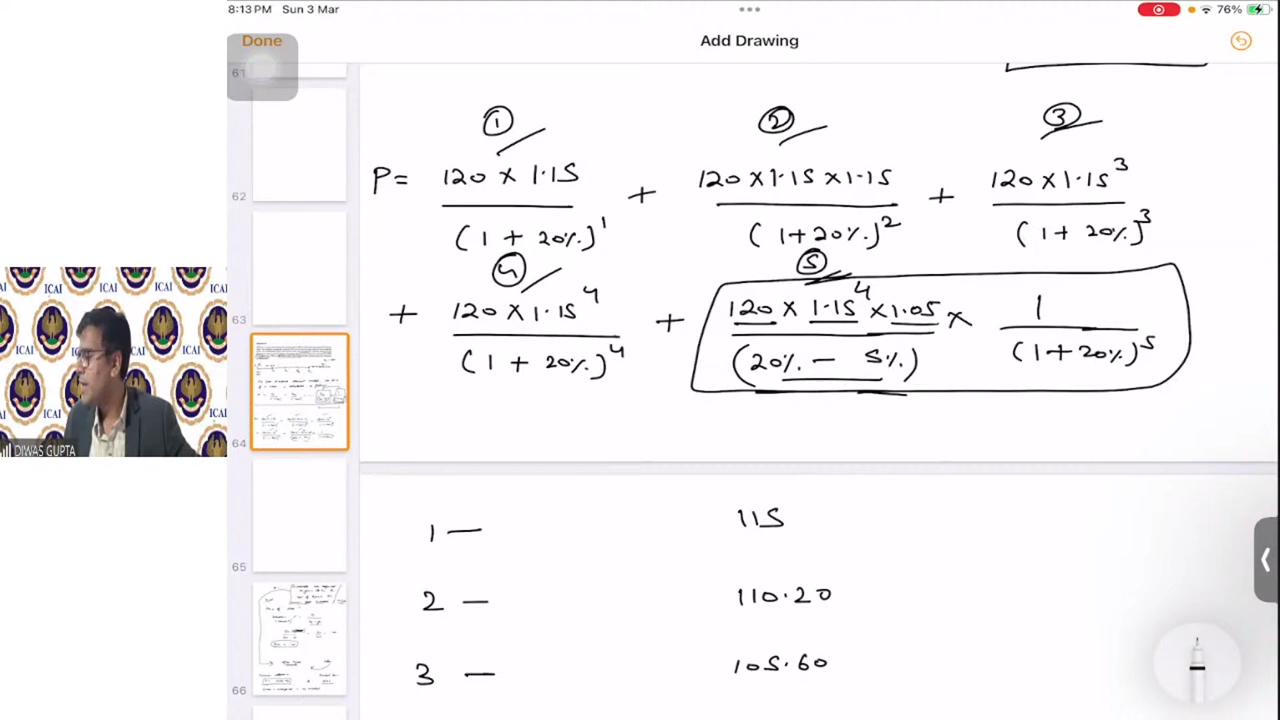 8:13 PM Sun 3 Mar
76%
Done
Add Drawing
61
62
63
64
65
66
① ② ③
P= 120 x 1.15 / (1 + 20%)^1 + 120 x 1.15 x 1.15 / (1+20%)^2 + 120 x 1.15^3 / (1+ 20%)^3
④ ⑤
+ 120 x 1.15^4 / (1 + 20%)^4 + 120 x 1.15^4 x 1.05 / (20% - 5%) x 1 / (1+20%)^5
1 — 115
2 — 110.20
3 — 105.60
ICAI ICAI
ICAI
DIWAS GUPTA